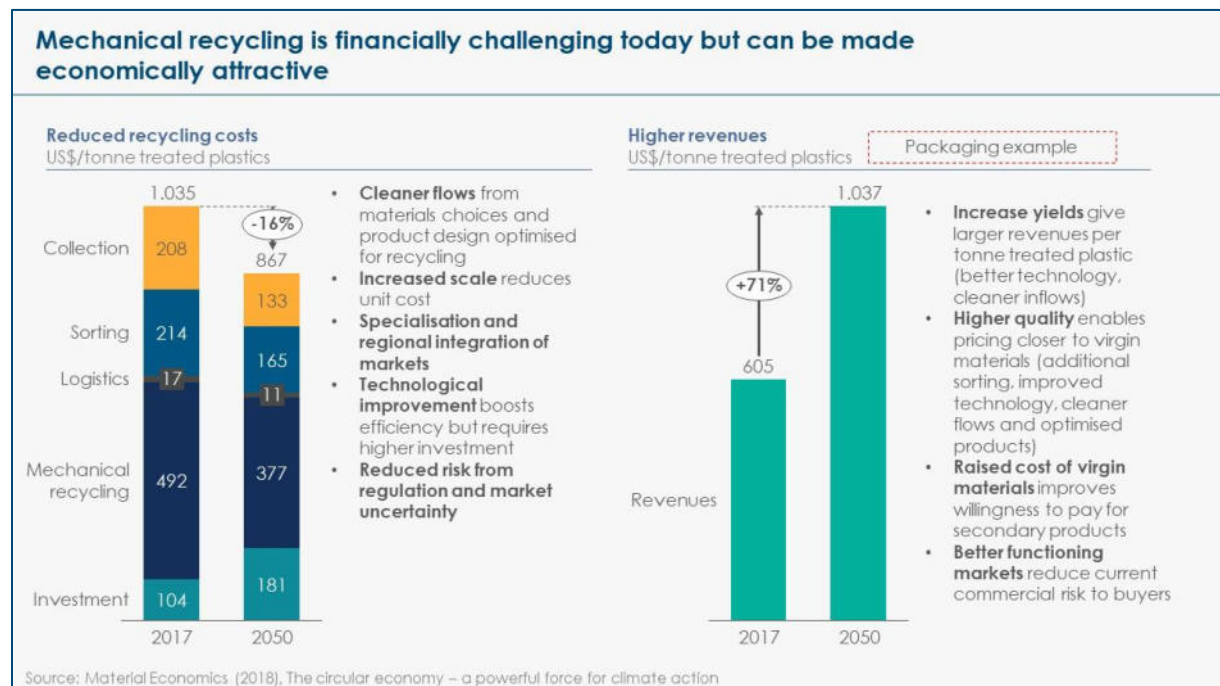 Mechanical recycling is financially challenging today but can be made
economically attractive
Reduced recycling costs
US$/tonne treated plastics
1.035
-16%
867
Collection
208
133
Sorting
214
165
Logistics
17
11
Mechanical
recycling
492
377
Investment
104
181
2017
2050
• Cleaner flows from
materials choices and
product design optimised
for recycling
• Increased scale reduces
unit cost
• Specialisation and
regional integration of
markets
• Technological
improvement boosts
efficiency but requires
higher investment
• Reduced risk from
regulation and market
uncertainty
Higher revenues
US$/tonne treated plastics
Packaging example
1.037
+71%
605
Revenues
2017
2050
• Increase yields give
larger revenues per
tonne treated plastic
(better technology,
cleaner inflows)
• Higher quality enables
pricing closer to virgin
materials (additional
sorting, improved
technology, cleaner
flows and optimised
products)
• Raised cost of virgin
materials improves
willingness to pay for
secondary products
• Better functioning
markets reduce current
commercial risk to buyers
Source: Material Economics (2018), The circular economy – a powerful force for climate action